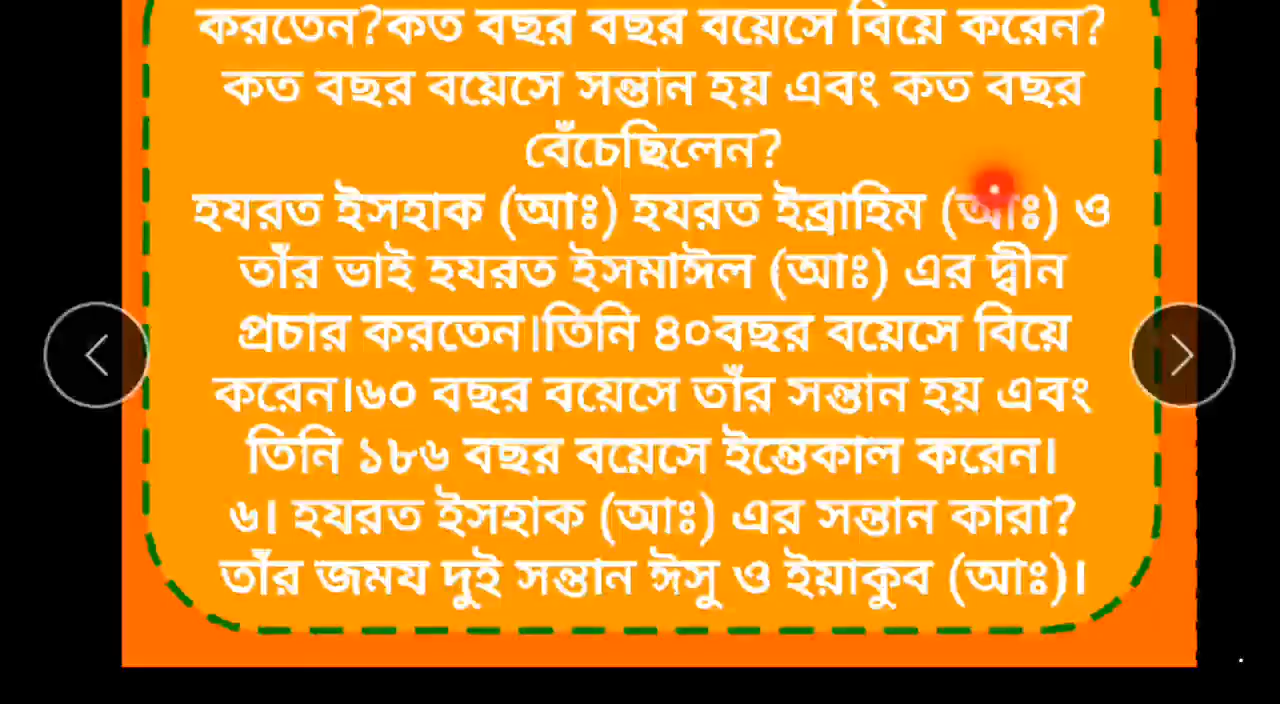 করতেন?কত বছর বছর বয়েসে বিয়ে করেন?
কত বছর বয়েসে সন্তান হয় এবং কত বছর
বেঁচেছিলেন?
হযরত ইসহাক (আঃ) হযরত ইব্রাহিম (আঃ) ও
তাঁর ভাই হযরত ইসমাঈল (আঃ) এর দ্বীন
প্রচার করতেন।তিনি ৪০বছর বয়েসে বিয়ে
করেন।৬০ বছর বয়েসে তাঁর সন্তান হয় এবং
তিনি ১৮৬ বছর বয়েসে ইন্তেকাল করেন।
৬। হযরত ইসহাক (আঃ) এর সন্তান কারা?
তাঁর জময দুই সন্তান ঈসু ও ইয়াকুব (আঃ)।